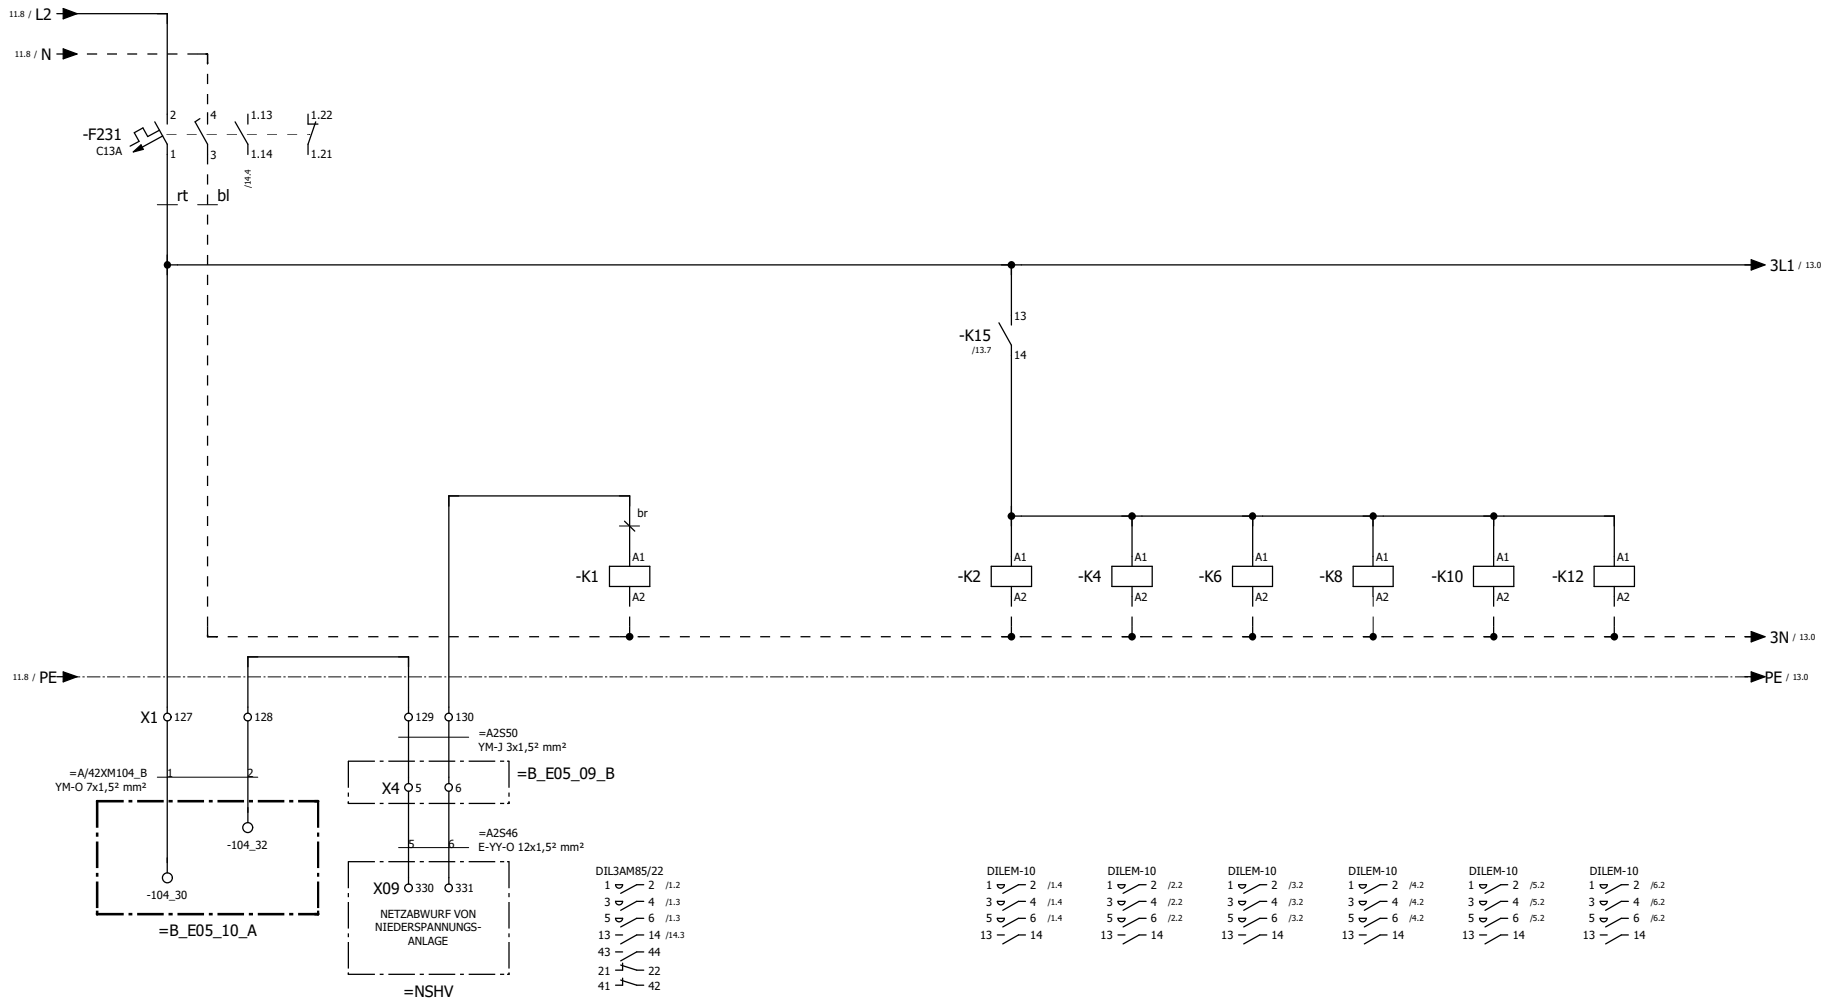 11.8 / L2
11.8 / N
2 4 1.13 1.22
-F231
C13A
1 3 1.14 1.21
/14.4
rt bl
3L1 / 13.0
13
-K15
/13.7
14
br
A1 A1 A1 A1 A1 A1 A1
-K1 -K2 -K4 -K6 -K8 -K10 -K12
A2 A2 A2 A2 A2 A2 A2
3N / 13.0
11.8 / PE
PE / 13.0
X1 127 128 129 130
=A2S50
YM-J 3x1,5² mm²
=A/42XM104_B 1 2
YM-O 7x1,5² mm²
=B_E05_09_B
X4 5 6
-104_32
=A2S46
5 6 E-YY-O 12x1,5² mm²
-104_30
X09 330 331
NETZABWURF VON
NIEDERSPANNUNGS-
ANLAGE
=B_E05_10_A
=NSHV
DIL3AM85/22
1 2 /1.2
3 4 /1.3
5 6 /1.3
13 14 /14.3
43 44
21 22
41 42
DILEM-10
1 2 /1.4
3 4 /1.4
5 6 /1.4
13 14
DILEM-10
1 2 /2.2
3 4 /2.2
5 6 /2.2
13 14
DILEM-10
1 2 /3.2
3 4 /3.2
5 6 /3.2
13 14
DILEM-10
1 2 /4.2
3 4 /4.2
5 6 /4.2
13 14
DILEM-10
1 2 /5.2
3 4 /5.2
5 6 /5.2
13 14
DILEM-10
1 2 /6.2
3 4 /6.2
5 6 /6.2
13 14